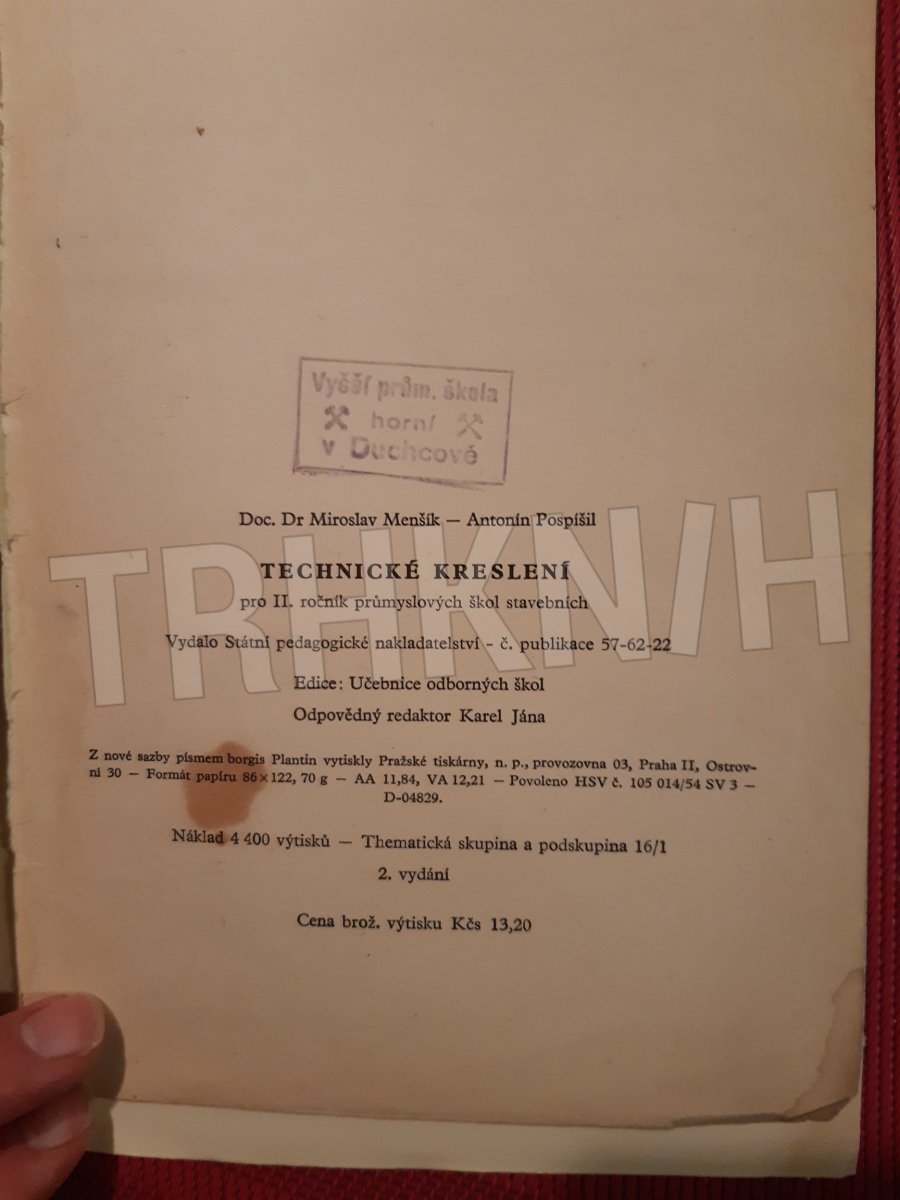 Vyšší prům. škola
horní
v Duchcově
Doc. Dr Miroslav Menšík — Antonín Pospíšil
TECHNICKÉ KRESLENÍ
pro II. ročník průmyslových škol stavebních
Vydalo Státní pedagogické nakladatelství - č. publikace 57-62-22
Edice: Učebnice odborných škol
Odpovědný redaktor Karel Jána
Z nové sazby písmem borgis Plantin vytiskly Pražské tiskárny, n. p., provozovna 03, Praha II, Ostrov-
ní 30 — Formát papíru 86×122, 70 g — AA 11,84, VA 12,21 — Povoleno HSV č. 105 014/54 SV 3 —
D-04829.
Náklad 4 400 výtisků — Thematická skupina a podskupina 16/1
2. vydání
Cena brož. výtisku Kčs 13,20
TRHKN/H